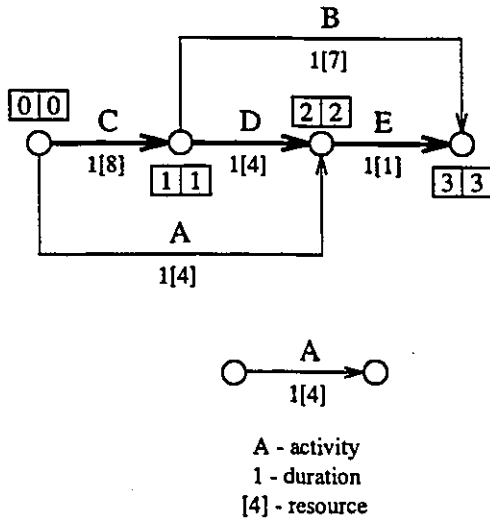 B
1[7]
0 0
C
D
2 2
E
1[8]
1 1
1[4]
1[1]
3 3
A
1[4]
A
1[4]
A - activity
1 - duration
[4] - resource